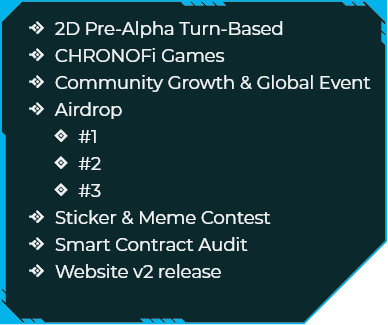 2D Pre-Alpha Turn-Based
CHRONOFi Games
Community Growth & Global Event
Airdrop
#1
#2
#3
Sticker & Meme Contest
Smart Contract Audit
Website v2 release